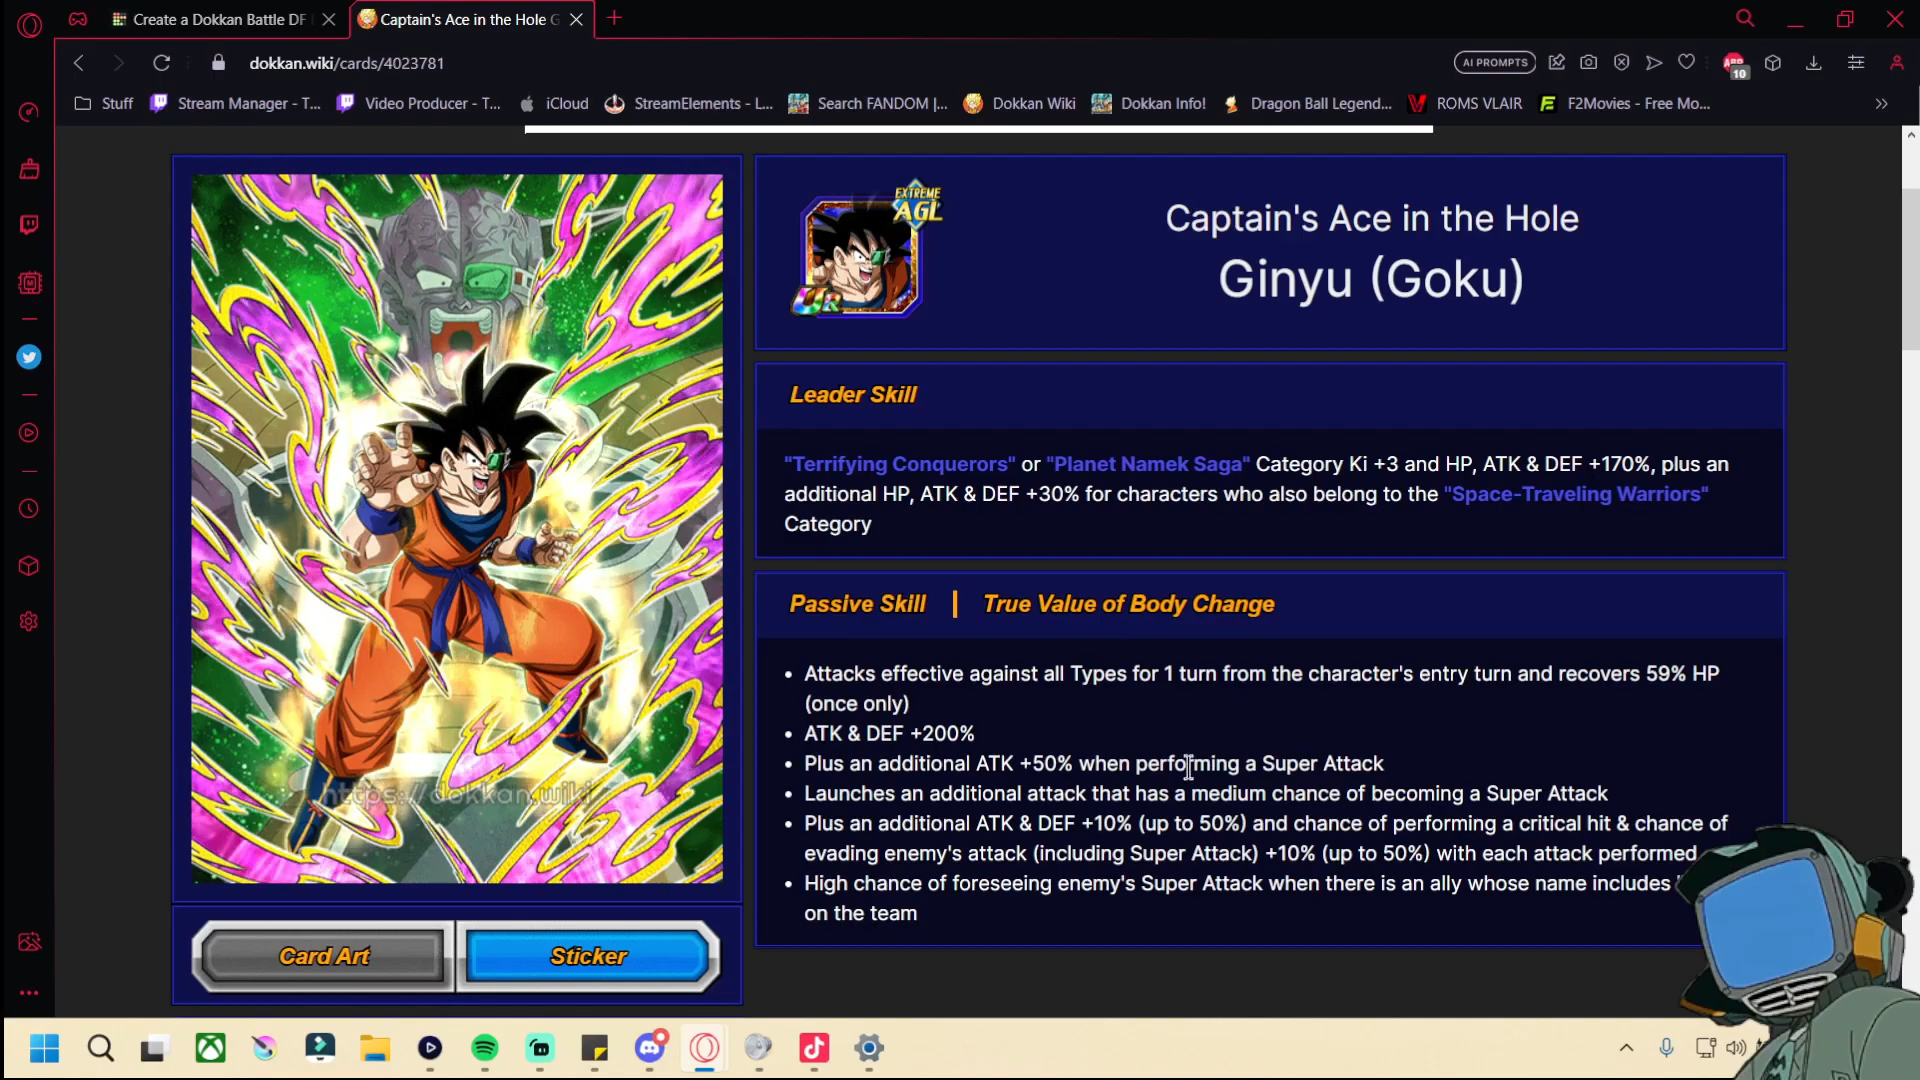 Create a Dokkan Battle DF
Captain's Ace in the Hole G
dokkan.wiki/cards/4023781
AI PROMPTS
ABP
10
Stuff
Stream Manager - T...
Video Producer - T...
iCloud
StreamElements - L...
Search FANDOM |...
Dokkan Wiki
Dokkan Info!
Dragon Ball Legend...
ROMS VLAIR
F2Movies - Free Mo...
EXTREME
AGL
UR
Captain's Ace in the Hole
Ginyu (Goku)
Leader Skill
"Terrifying Conquerors" or "Planet Namek Saga" Category Ki +3 and HP, ATK & DEF +170%, plus an
additional HP, ATK & DEF +30% for characters who also belong to the "Space-Traveling Warriors"
Category
Passive Skill | True Value of Body Change
• Attacks effective against all Types for 1 turn from the character's entry turn and recovers 59% HP
(once only)
• ATK & DEF +200%
• Plus an additional ATK +50% when performing a Super Attack
• Launches an additional attack that has a medium chance of becoming a Super Attack
• Plus an additional ATK & DEF +10% (up to 50%) and chance of performing a critical hit & chance of
evading enemy's attack (including Super Attack) +10% (up to 50%) with each attack performed
• High chance of foreseeing enemy's Super Attack when there is an ally whose name includes
on the team
https://dokkan.wiki
Card Art
Sticker